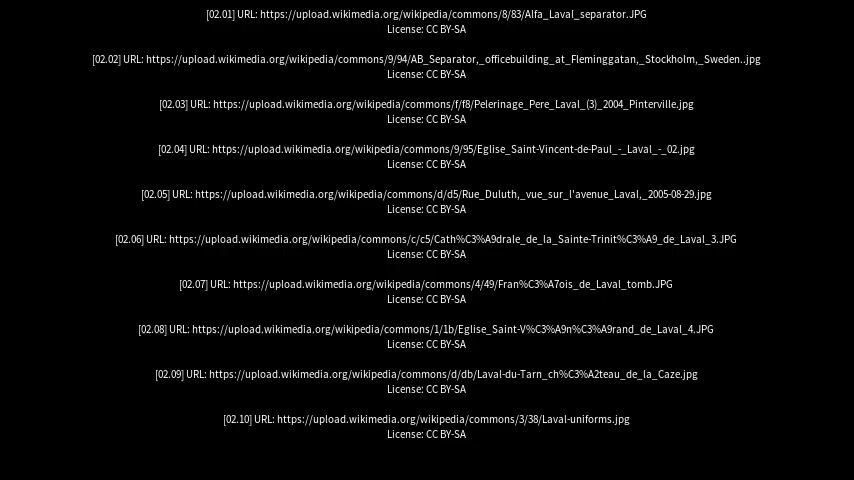 [02.01] URL: https://upload.wikimedia.org/wikipedia/commons/8/83/Alfa_Laval_separator.JPG
License: CC BY-SA
[02.02] URL: https://upload.wikimedia.org/wikipedia/commons/9/94/AB_Separator,_officebuilding_at_Fleminggatan,_Stockholm,_Sweden..jpg
License: CC BY-SA
[02.03] URL: https://upload.wikimedia.org/wikipedia/commons/f/f8/Pelerinage_Pere_Laval_(3)_2004_Pinterville.jpg
License: CC BY-SA
[02.04] URL: https://upload.wikimedia.org/wikipedia/commons/9/95/Eglise_Saint-Vincent-de-Paul_-_Laval_-_02.jpg
License: CC BY-SA
[02.05] URL: https://upload.wikimedia.org/wikipedia/commons/d/d5/Rue_Duluth,_vue_sur_l'avenue_Laval,_2005-08-29.jpg
License: CC BY-SA
[02.06] URL: https://upload.wikimedia.org/wikipedia/commons/c/c5/Cath%C3%A9drale_de_la_Sainte-Trinit%C3%A9_de_Laval_3.JPG
License: CC BY-SA
[02.07] URL: https://upload.wikimedia.org/wikipedia/commons/4/49/Fran%C3%A7ois_de_Laval_tomb.JPG
License: CC BY-SA
[02.08] URL: https://upload.wikimedia.org/wikipedia/commons/1/1b/Eglise_Saint-V%C3%A9n%C3%A9rand_de_Laval_4.JPG
License: CC BY-SA
[02.09] URL: https://upload.wikimedia.org/wikipedia/commons/d/db/Laval-du-Tarn_ch%C3%A2teau_de_la_Caze.jpg
License: CC BY-SA
[02.10] URL: https://upload.wikimedia.org/wikipedia/commons/3/38/Laval-uniforms.jpg
License: CC BY-SA